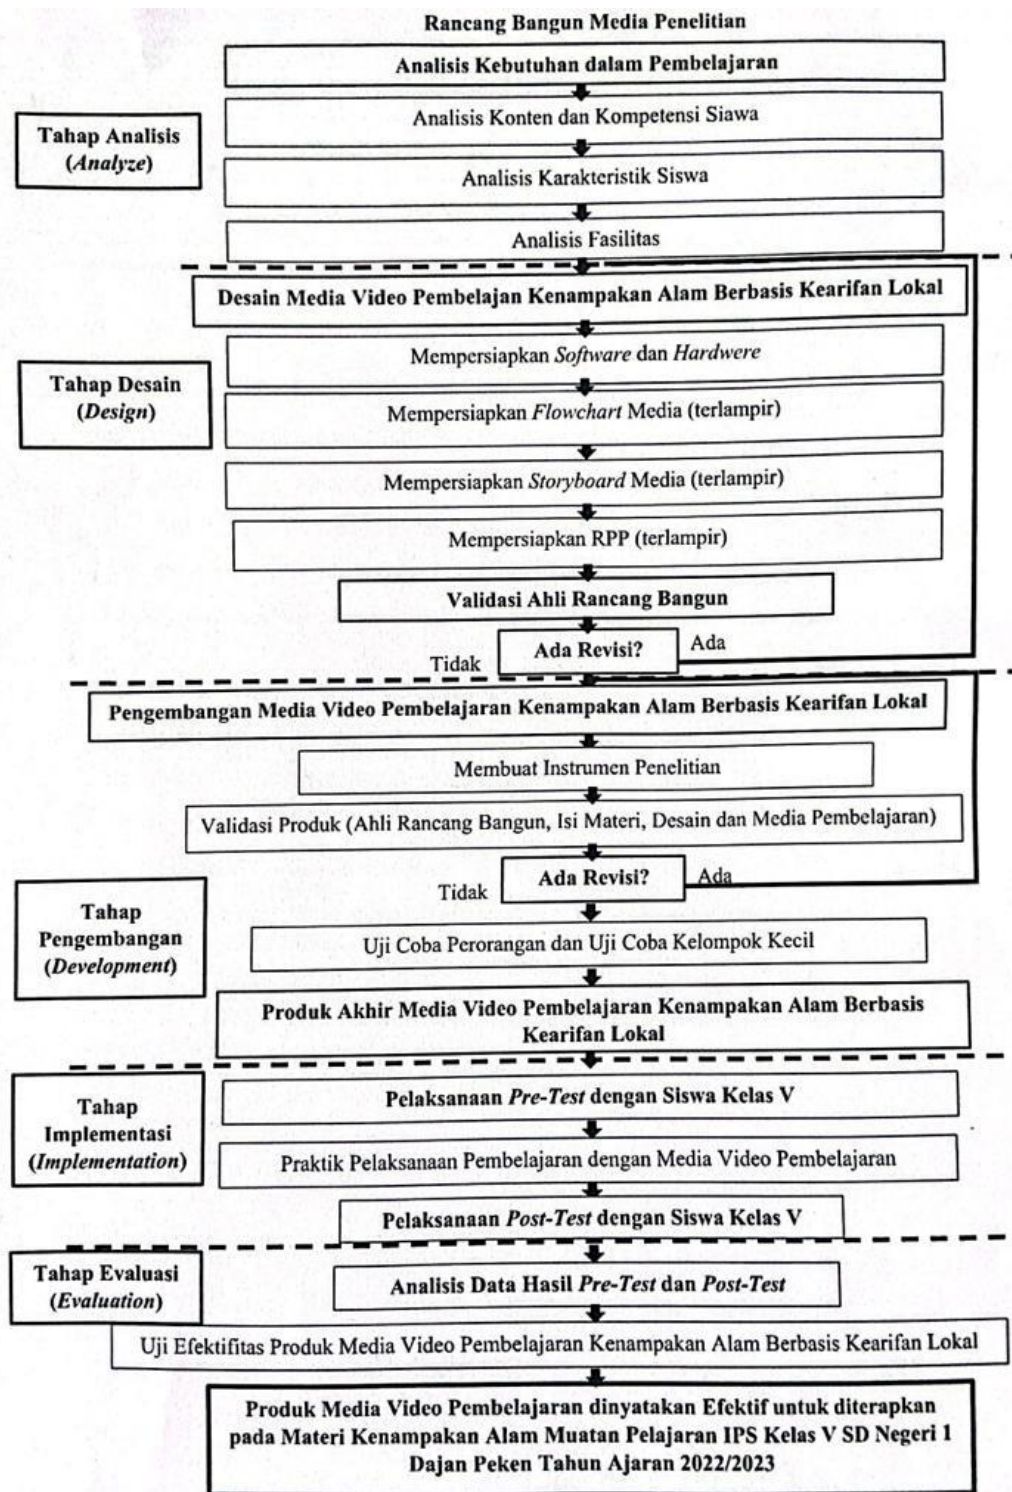 Rancang Bangun Media Penelitian
Analisis Kebutuhan dalam Pembelajaran
Tahap Analisis
(Analyze)
Analisis Konten dan Kompetensi Siawa
Analisis Karakteristik Siswa
Analisis Fasilitas
Desain Media Video Pembelajan Kenampakan Alam Berbasis Kearifan Lokal
Tahap Desain
(Design)
Mempersiapkan Software dan Hardwere
Mempersiapkan Flowchart Media (terlampir)
Mempersiapkan Storyboard Media (terlampir)
Mempersiapkan RPP (terlampir)
Validasi Ahli Rancang Bangun
Tidak
Ada Revisi?
Ada
Pengembangan Media Video Pembelajaran Kenampakan Alam Berbasis Kearifan Lokal
Membuat Instrumen Penelitian
Validasi Produk (Ahli Rancang Bangun, Isi Materi, Desain dan Media Pembelajaran)
Tidak
Ada Revisi?
Ada
Tahap
Pengembangan
(Development)
Uji Coba Perorangan dan Uji Coba Kelompok Kecil
Produk Akhir Media Video Pembelajaran Kenampakan Alam Berbasis
Kearifan Lokal
Tahap
Implementasi
(Implementation)
Pelaksanaan Pre-Test dengan Siswa Kelas V
Praktik Pelaksanaan Pembelajaran dengan Media Video Pembelajaran
Pelaksanaan Post-Test dengan Siswa Kelas V
Tahap Evaluasi
(Evaluation)
Analisis Data Hasil Pre-Test dan Post-Test
Uji Efektifitas Produk Media Video Pembelajaran Kenampakan Alam Berbasis Kearifan Lokal
Produk Media Video Pembelajaran dinyatakan Efektif untuk diterapkan
pada Materi Kenampakan Alam Muatan Pelajaran IPS Kelas V SD Negeri 1
Dajan Peken Tahun Ajaran 2022/2023